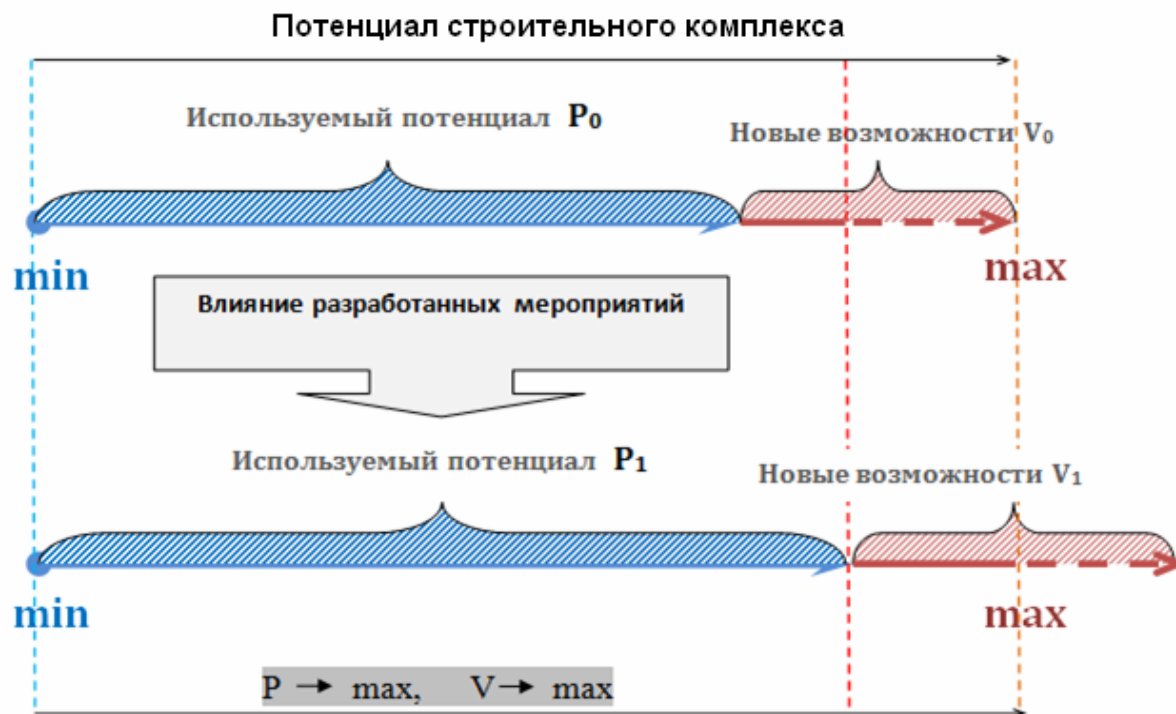 Потенциал строительного комплекса
Используемый потенциал P₀
Новые возможности V₀
min
max
Влияние разработанных мероприятий
Используемый потенциал P₁
Новые возможности V₁
min
max
P → max, V → max